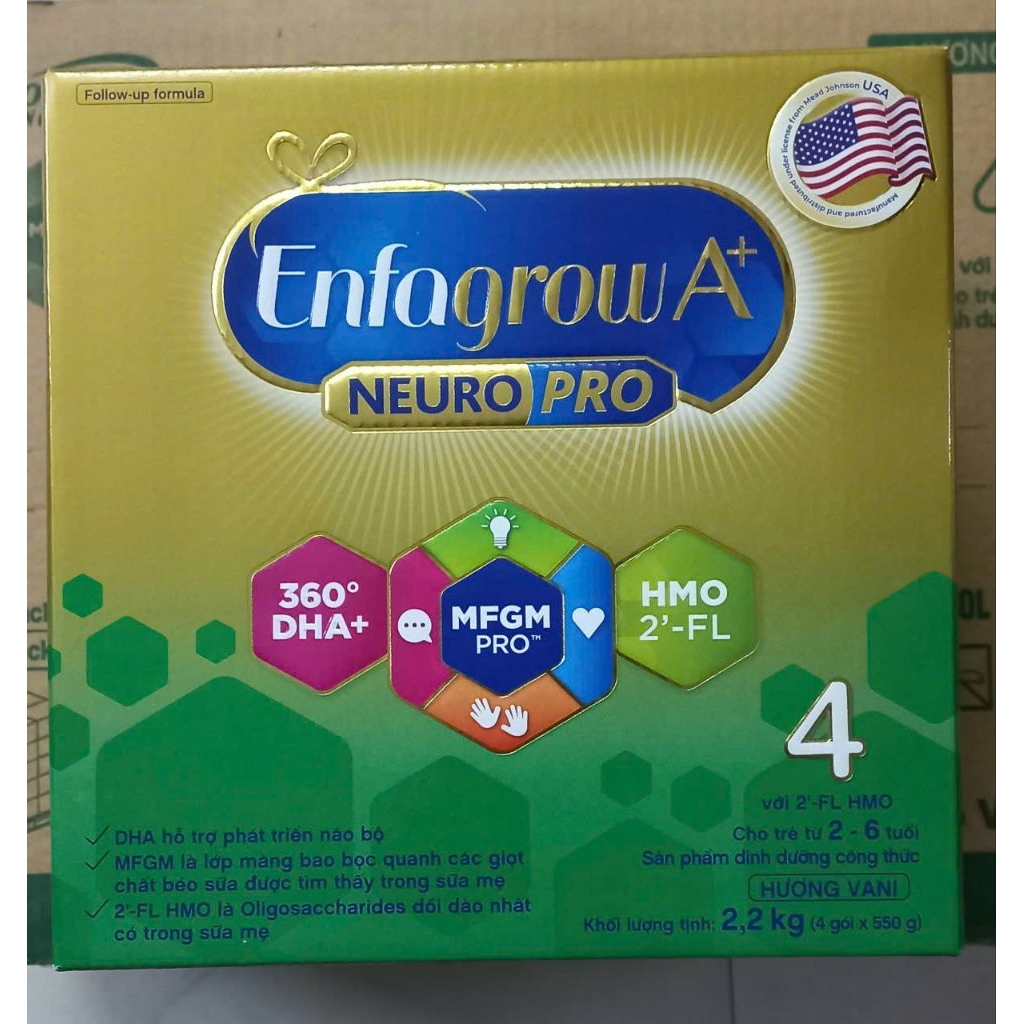 Follow-up formula
Manufactured and distributed under license from Mead Johnson USA
EnfagrowA+
NEURO PRO
360°
DHA+
MFGM
PRO™
HMO
2'-FL
4
với 2'-FL HMO
Cho trẻ từ 2 - 6 tuổi
Sản phẩm dinh dưỡng công thức
HƯƠNG VANI
Khối lượng tịnh: 2,2 kg (4 gói x 550 g)
DHA hỗ trợ phát triển não bộ
MFGM là lớp màng bao bọc quanh các giọt
chất béo sữa được tìm thấy trong sữa mẹ
2'-FL HMO là Oligosaccharides dồi dào nhất
có trong sữa mẹ
với